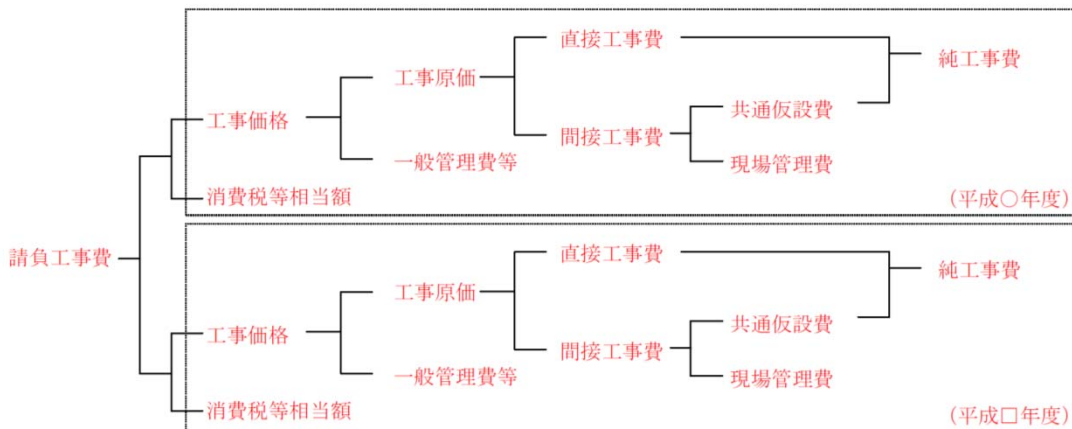 直接工事費
純工事費
工事原価
共通仮設費
工事価格
間接工事費
一般管理費等
現場管理費
消費税等相当額
(平成○年度)
請負工事費
直接工事費
純工事費
工事原価
共通仮設費
工事価格
間接工事費
一般管理費等
現場管理費
消費税等相当額
(平成□年度)